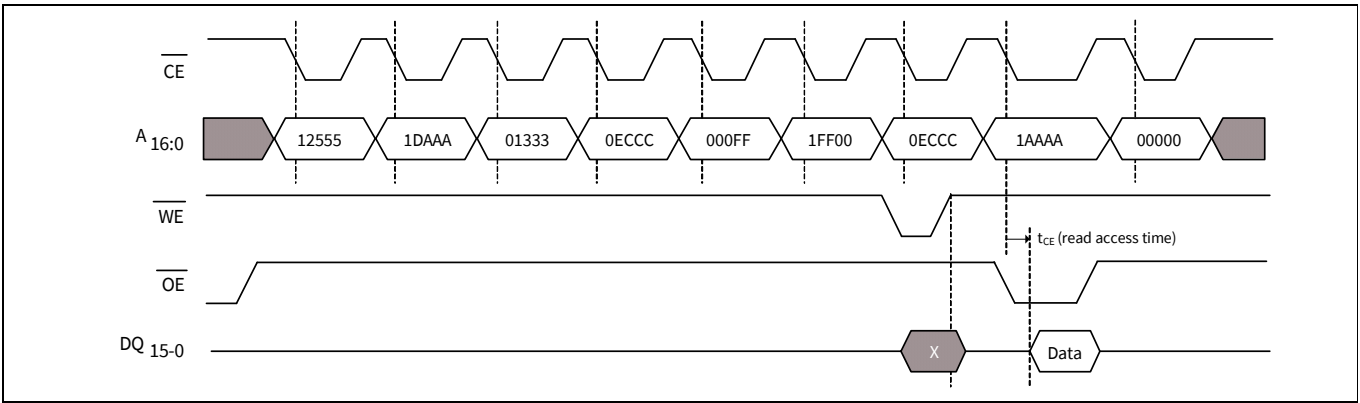 CE
A 16:0 12555 1DAAA 01333 0ECCC 000FF 1FF00 0ECCC 1AAAA 00000
WE
tCE (read access time)
OE
DQ 15-0 X Data